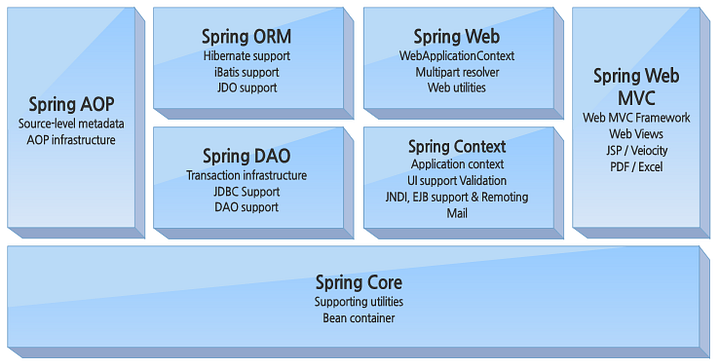 Spring AOP
Source-level metadata
AOP infrastructure
Spring ORM
Hibernate support
iBatis support
JDO support
Spring Web
WebApplicationContext
Multipart resolver
Web utilities
Spring Web
MVC
Web MVC Framework
Web Views
JSP / Veiocity
PDF / Excel
Spring DAO
Transaction infrastructure
JDBC Support
DAO support
Spring Context
Application context
UI support Validation
JNDI, EJB support & Remoting
Mail
Spring Core
Supporting utilities
Bean container